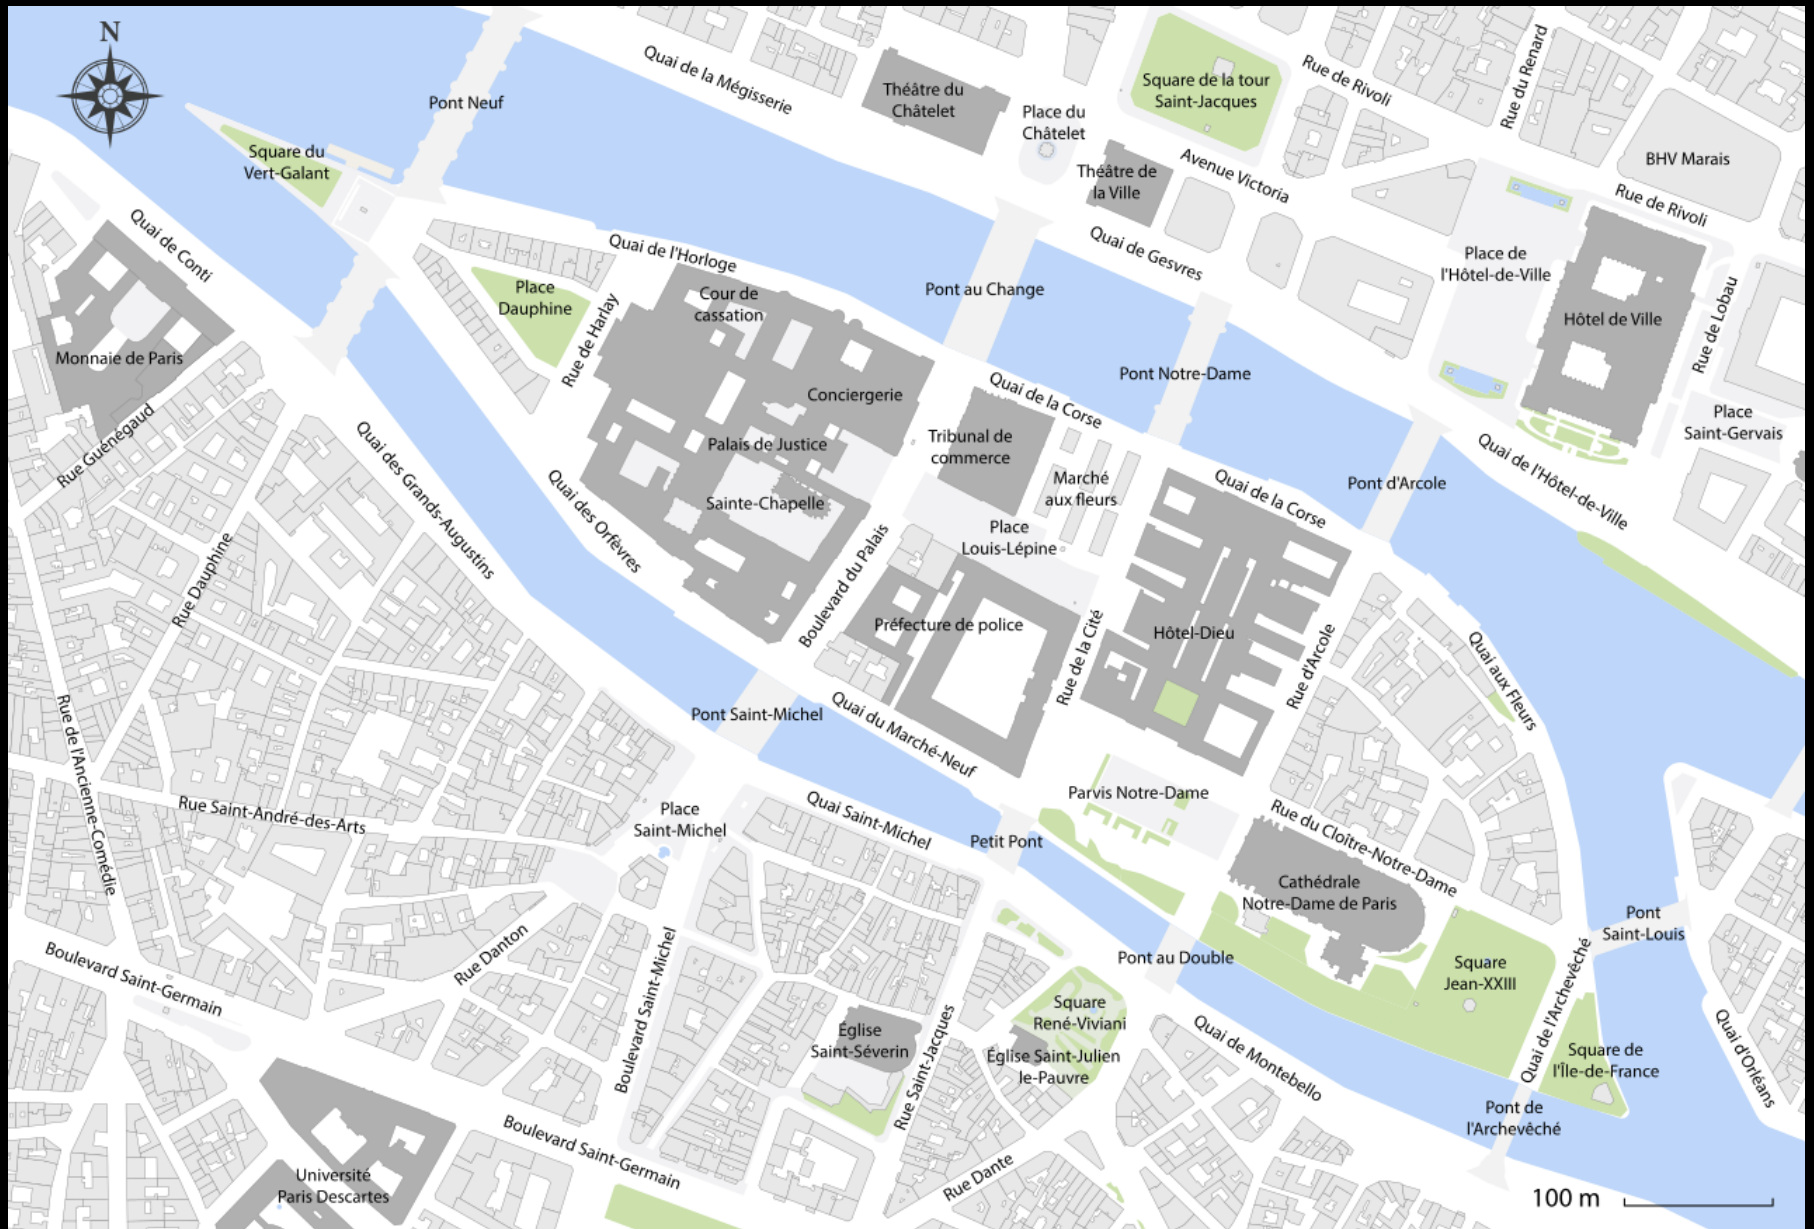 N
Pont Neuf
Quai de la Mégisserie
Théâtre du
Châtelet
Place du
Châtelet
Square de la tour
Saint-Jacques
Rue de Rivoli
Rue du Renard
BHV Marais
Square du
Vert-Galant
Théâtre de
la Ville
Avenue Victoria
Rue de Rivoli
Quai de Conti
Quai de l'Horloge
Quai de Gesvres
Place de
l'Hôtel-de-Ville
Hôtel de Ville
Rue de Lobau
Place
Dauphine
Cour de
cassation
Pont au Change
Rue de Harlay
Monnaie de Paris
Pont Notre-Dame
Conciergerie
Quai de la Corse
Place
Saint-Gervais
Rue Guénégaud
Palais de Justice
Tribunal de
commerce
Marché
aux fleurs
Quai de la Corse
Pont d'Arcole
Quai de l'Hôtel-de-Ville
Quai des Grands-Augustins
Quai des Orfèvres
Sainte-Chapelle
Place
Louis-Lépine
Rue Dauphine
Boulevard du Palais
Préfecture de police
Rue de la Cité
Hôtel-Dieu
Rue d'Arcole
Quai aux Fleurs
Rue de l'Ancienne-Comédie
Pont Saint-Michel
Quai du Marché-Neuf
Parvis Notre-Dame
Rue Saint-André-des-Arts
Place
Saint-Michel
Quai Saint-Michel
Petit Pont
Rue du Cloître-Notre-Dame
Cathédrale
Notre-Dame de Paris
Pont
Saint-Louis
Boulevard Saint-Germain
Rue Danton
Boulevard Saint-Michel
Pont au Double
Square
Jean-XXIII
Quai de l'Archevêché
Square
René-Viviani
Église
Saint-Séverin
Rue Saint-Jacques
Église Saint-Julien
le-Pauvre
Quai de Montebello
Square de
l'Île-de-France
Quai d'Orléans
Pont de
l'Archevêché
Boulevard Saint-Germain
Université
Paris Descartes
Rue Dante
100 m